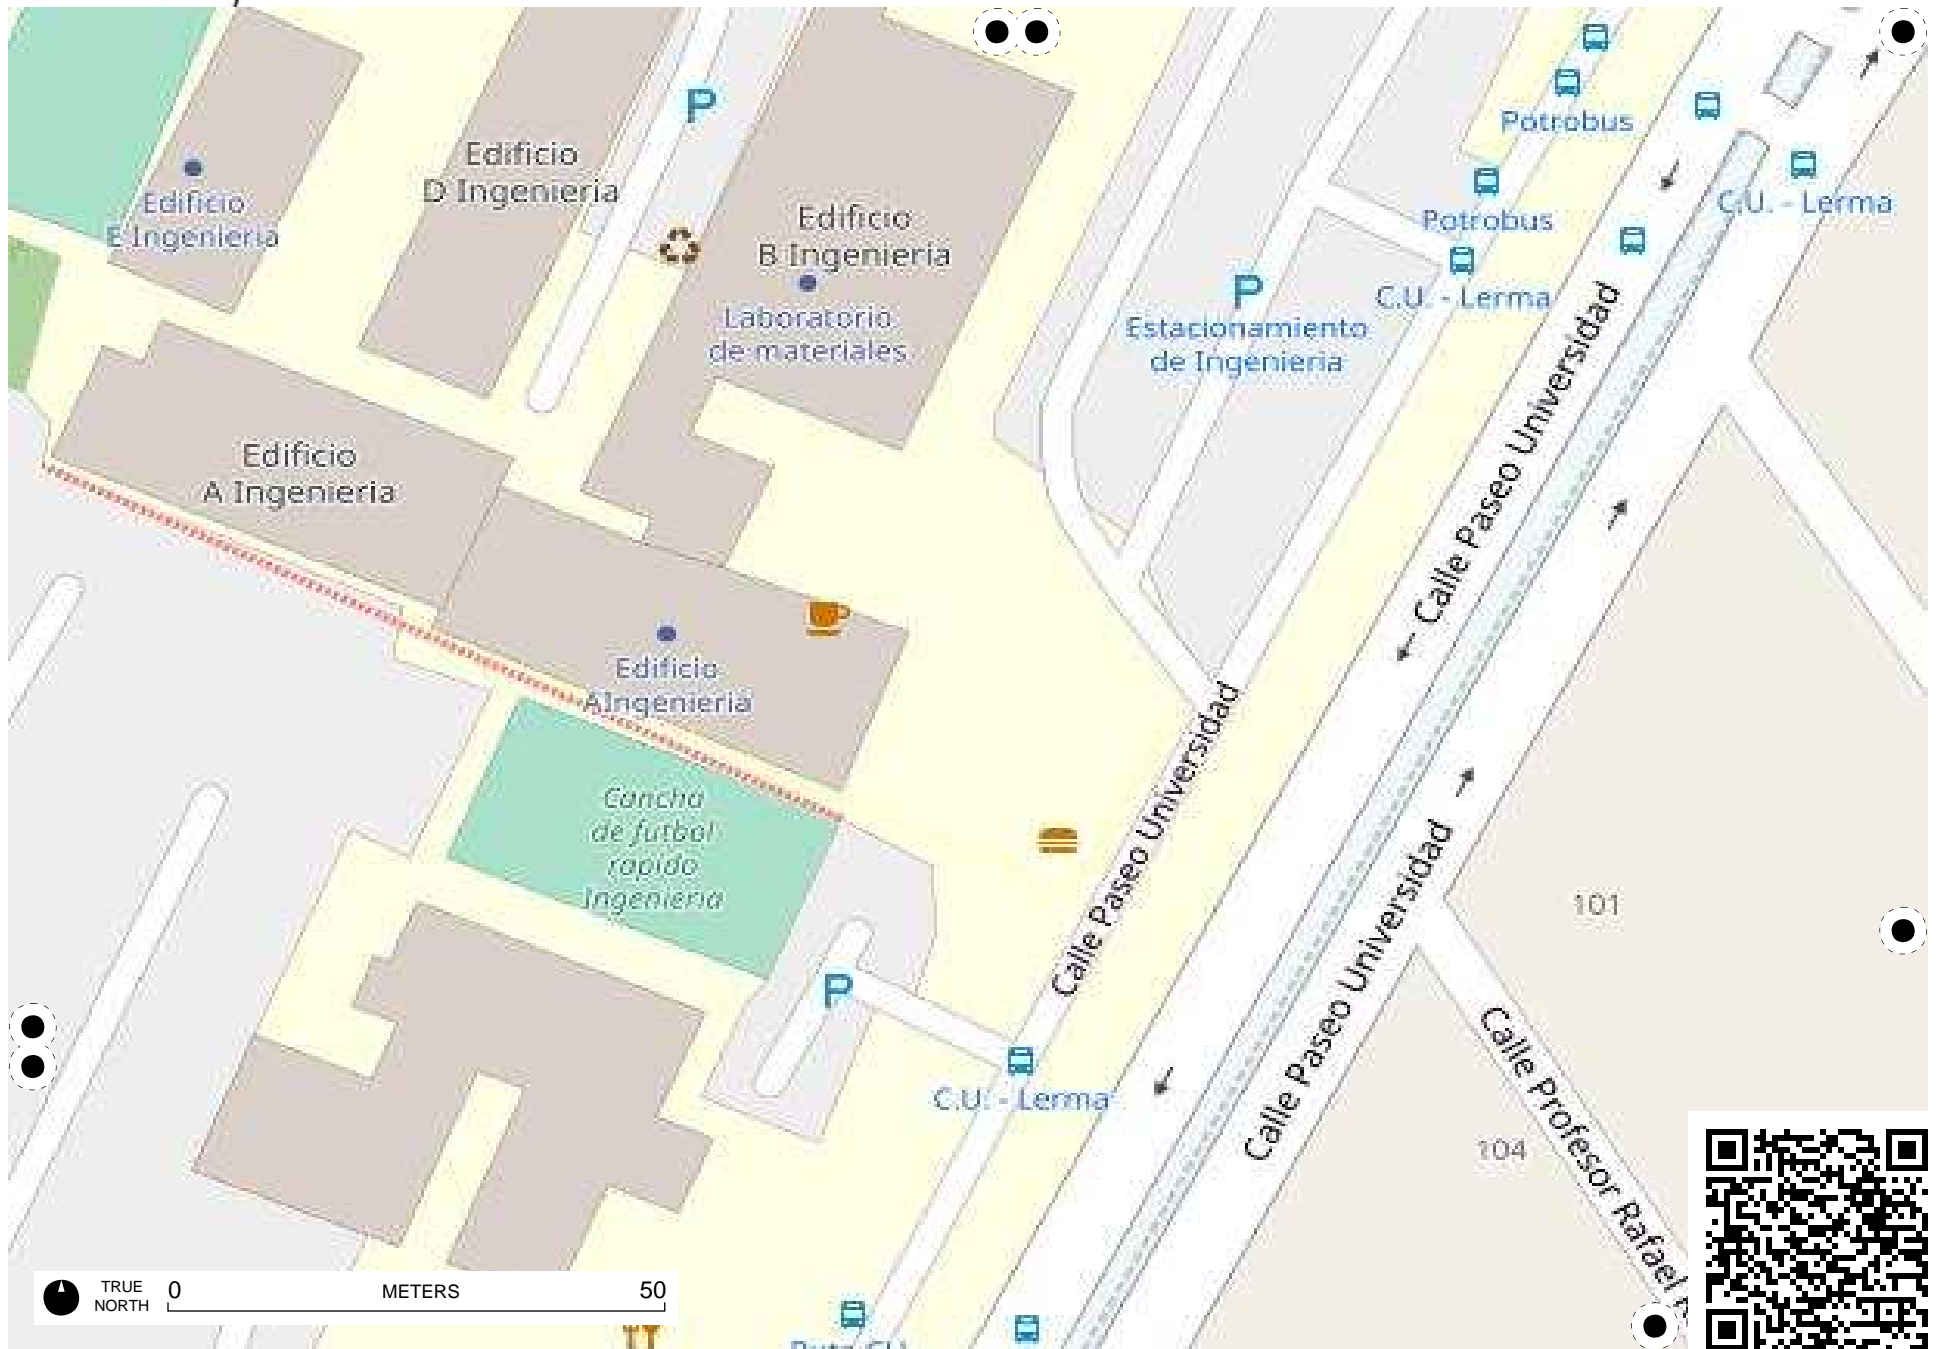 P
Potrobus
Edificio
D Ingenieria
Edificio
E Ingenieria
Edificio
B Ingenieria
Laboratorio
de materiales
Potrobus
C.U. - Lerma
C.U. - Lerma
P
Estacionamiento
de Ingenieria
Calle Paseo Universidad
Edificio
A Ingenieria
Edificio
AIngenieria
Calle Paseo Universidad
Cancha
de futbol
rapido
Ingenieria
Calle Paseo Universidad
101
P
C.U. - Lerma
104
Calle Profesor Rafael
TRUE
NORTH
0
METERS
50